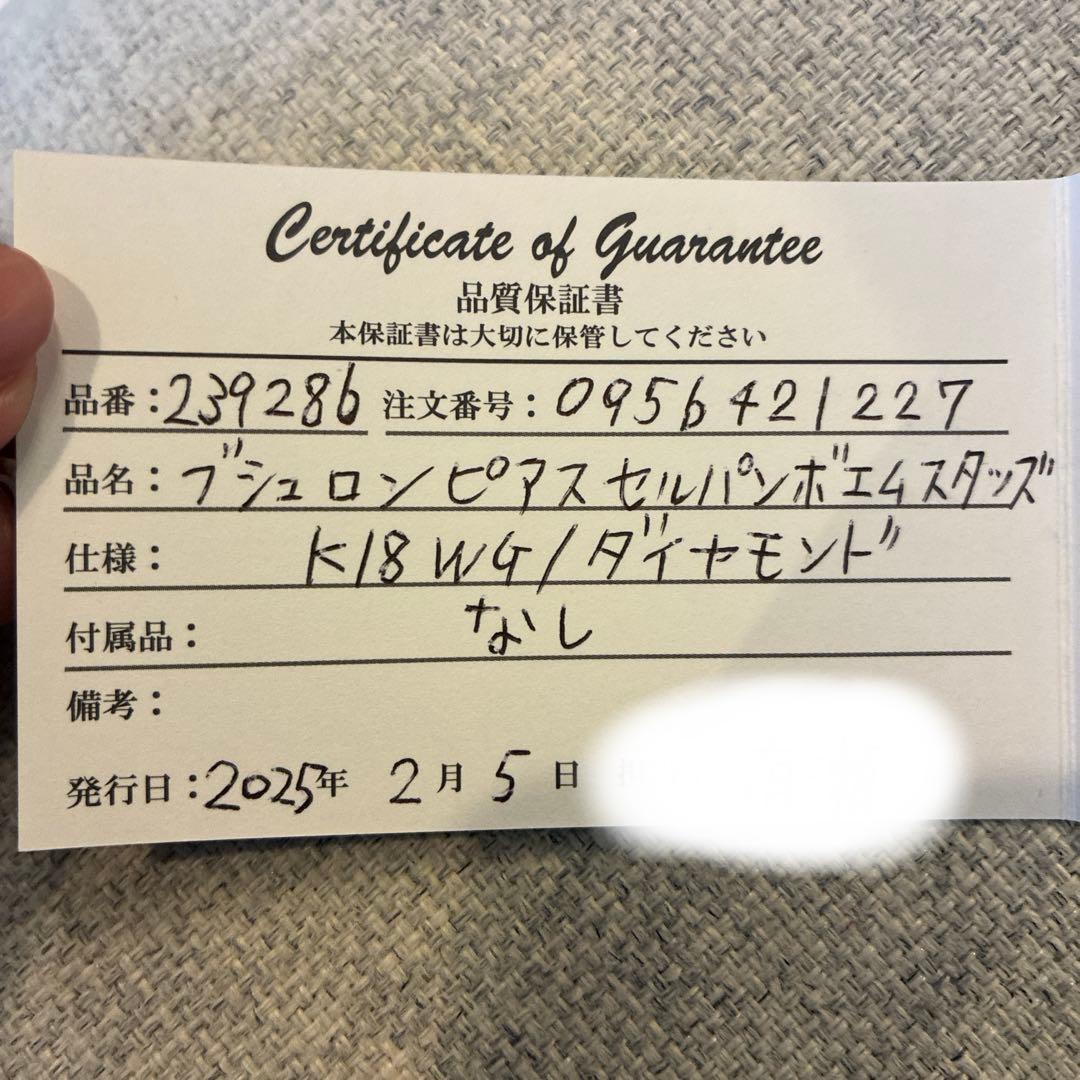 Certificate of Guarantee
品質保証書
本保証書は大切に保管してください
品番：239286 注文番号：0956421227
品名：ブシュロンピアスセルパンボエムスタッズ
仕様：K18WG/ダイヤモンド
付属品：なし
備考：
発行日：2025年 2月 5日